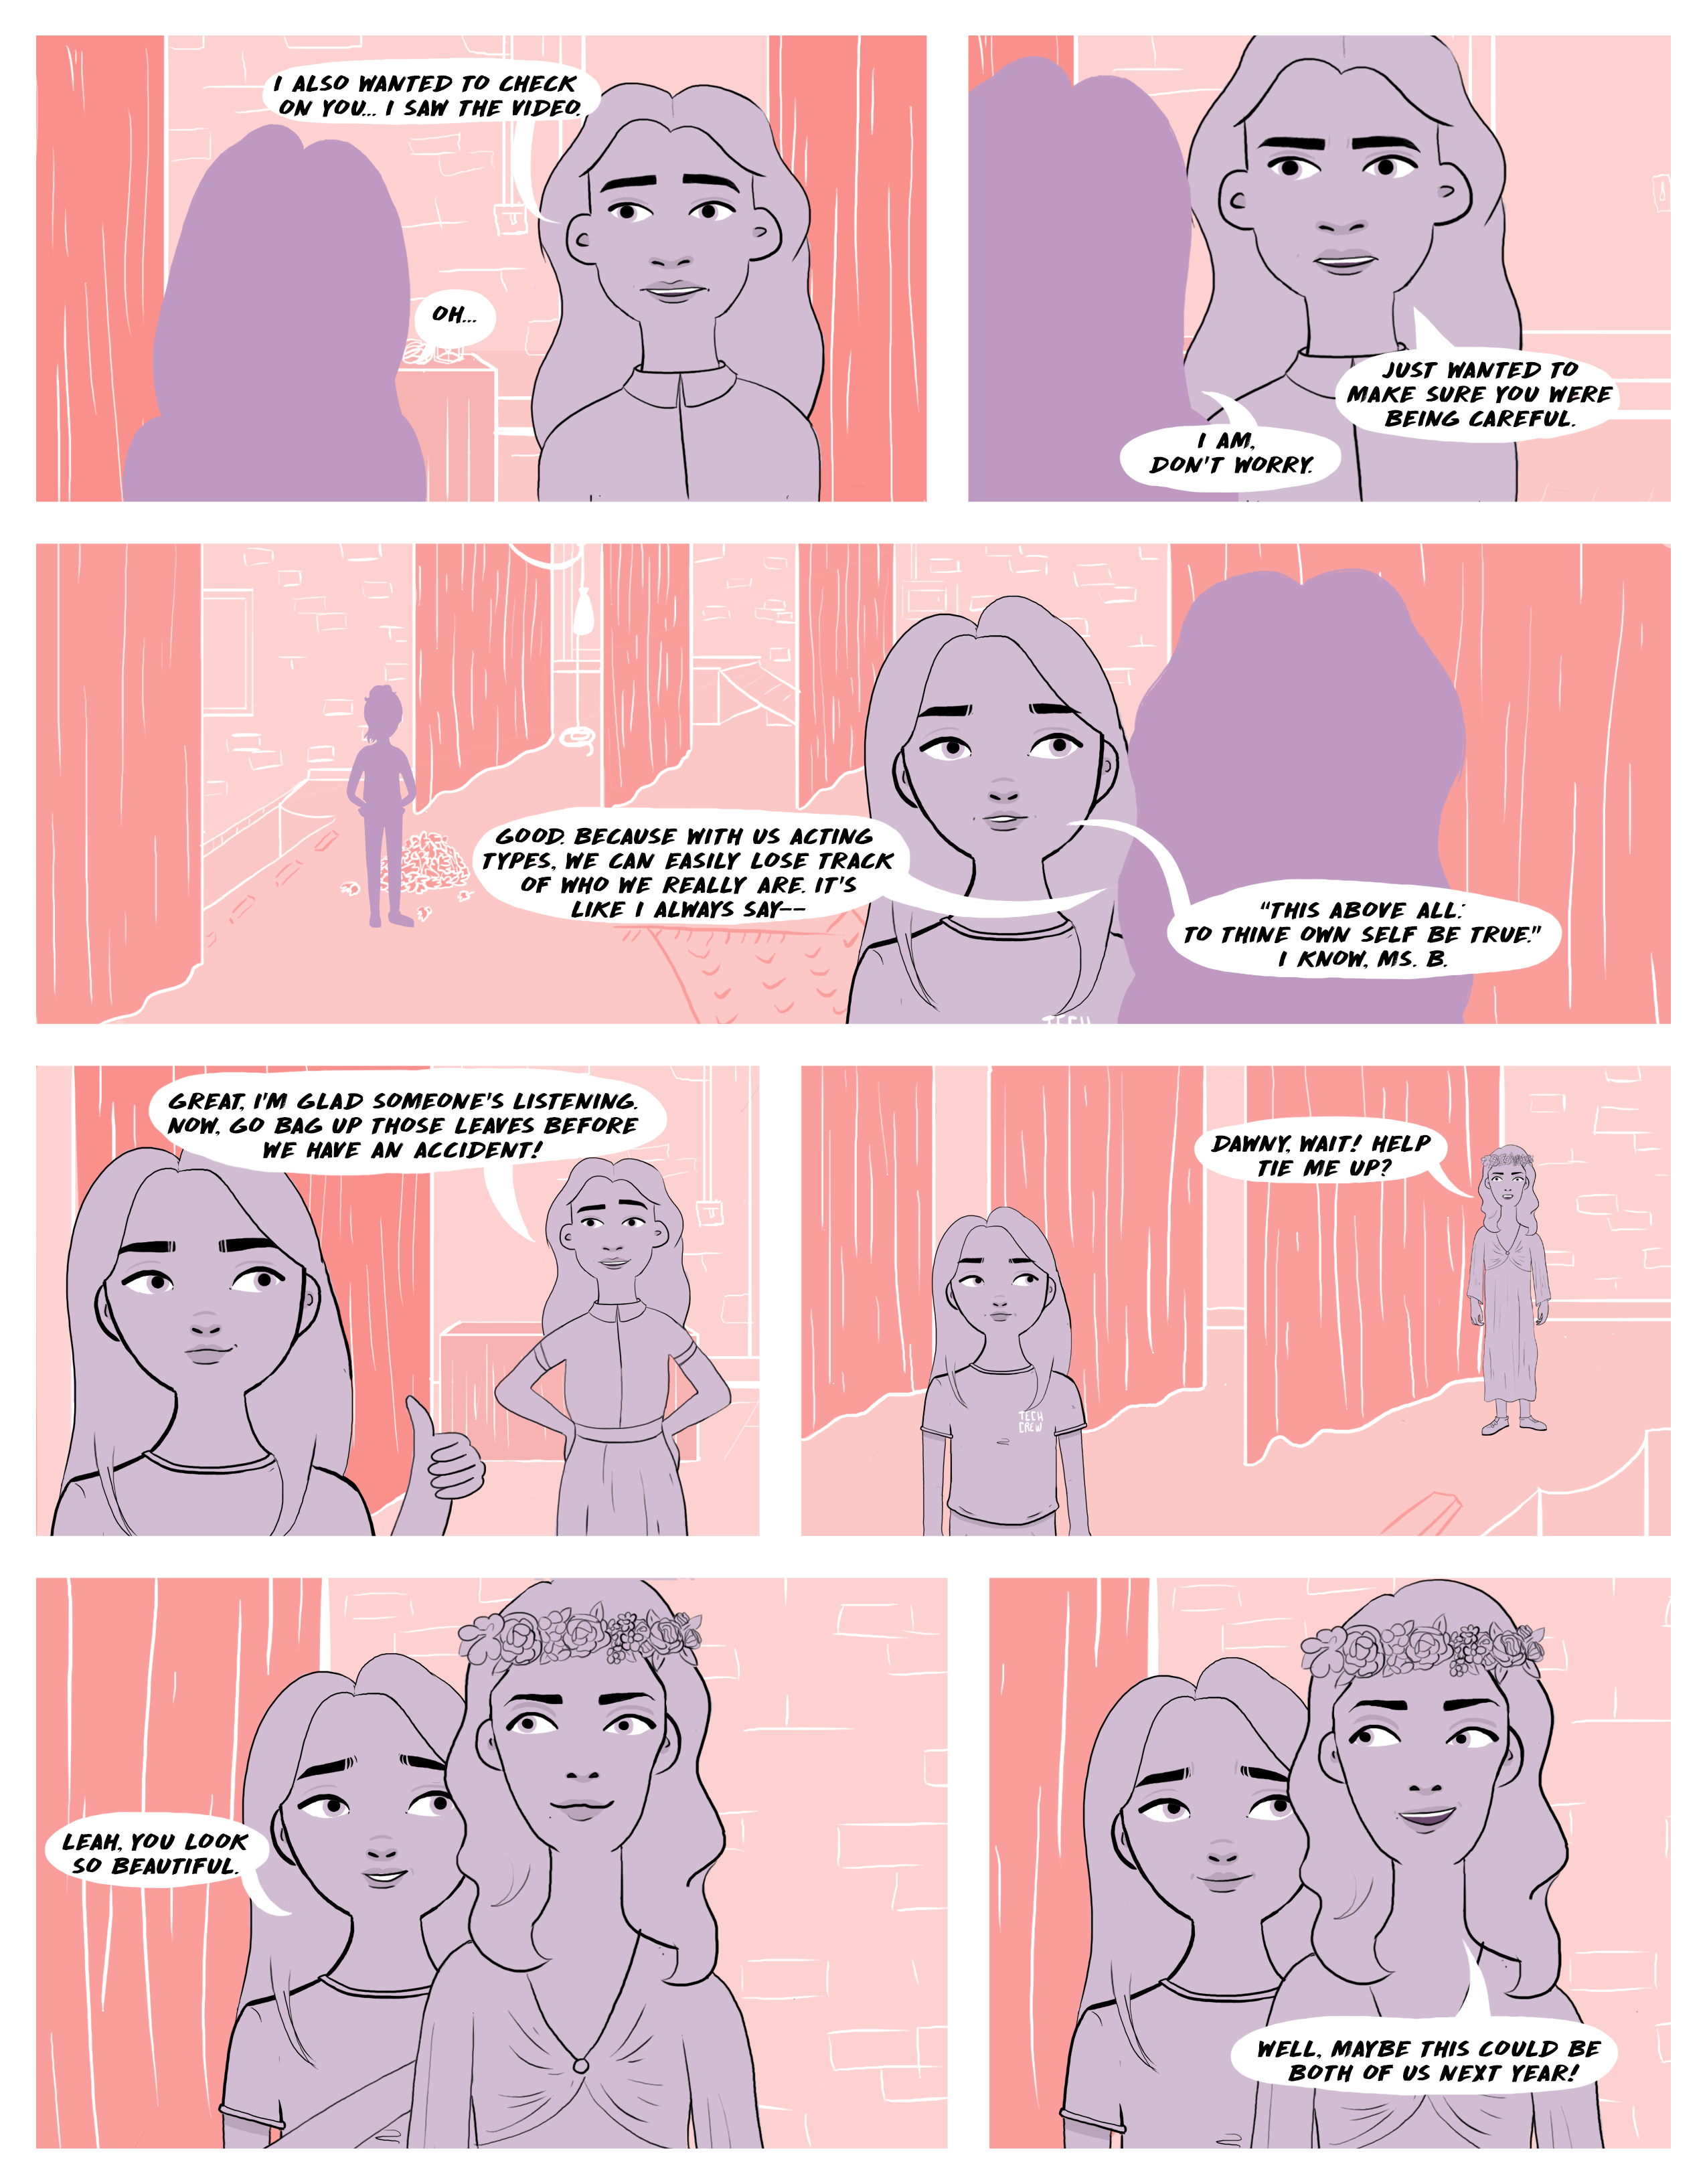 I ALSO WANTED TO CHECK
ON YOU... I SAW THE VIDEO.
OH...
JUST WANTED TO
MAKE SURE YOU WERE
BEING CAREFUL.
I AM,
DON'T WORRY.
GOOD. BECAUSE WITH US ACTING
TYPES, WE CAN EASILY LOSE TRACK
OF WHO WE REALLY ARE. IT'S
LIKE I ALWAYS SAY--
"THIS ABOVE ALL:
TO THINE OWN SELF BE TRUE."
I KNOW, MS. B.
TECH
GREAT, I'M GLAD SOMEONE'S LISTENING.
NOW, GO BAG UP THOSE LEAVES BEFORE
WE HAVE AN ACCIDENT!
DAWNY, WAIT! HELP
TIE ME UP?
TECH
CREW
LEAH, YOU LOOK
SO BEAUTIFUL.
WELL, MAYBE THIS COULD BE
BOTH OF US NEXT YEAR!